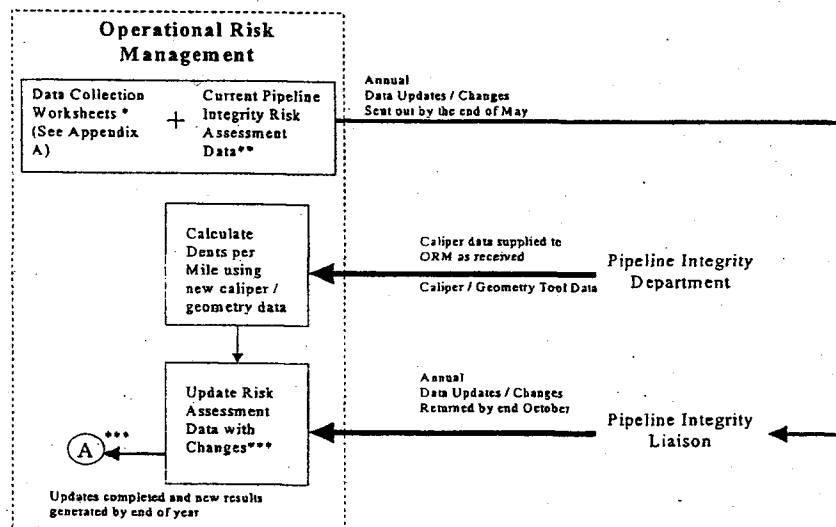 Operational Risk
Management
Data Collection
Worksheets *
(See Appendix
A)
+
Current Pipeline
Integrity Risk
Assessment
Data**
Annual
Data Updates / Changes
Sent out by the end of May
Calculate
Dents per
Mile using
new caliper /
geometry data
Caliper data supplied to
ORM as received
Caliper / Geometry Tool Data
Pipeline Integrity
Department
Update Risk
Assessment
Data with
Changes***
Annual
Data Updates / Changes
Returned by end October
Pipeline Integrity
Liaison
A
***
Updates completed and new results
generated by end of year